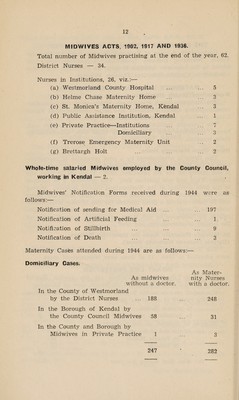 12
MIDWIVES ACTS, 1902, 1917 AND 1936.
Total number of Midwives practising at the end of the year, 62.
District Nurses — 34.
Nurses in Institutions, 26, viz.:—
(a) Westmorland County Hospital ... 3
(b) Helme Chase Maternity Home ... 3
(c) St. Monica's Maternity Home, Kendal 3
(d) Public Assistance Institution, Kendal 1
(e) Private Practice—Institutions ... 7
Domiciliary ... 3
(f) Trerose Emergency Maternity Unit ... 2
(g) Brettargh Holt ... 2
Whole-time salaried Midwives employed by the County Council,
working in Kendal — 2.
Midwives' Notification Forms received during 1944 were as
follows:—
Notification of sending for Medical Aid ... 197
Notification of Artificial Feeding ... 1
Notification of Stillbirth ... 9
Notification of Death ... 3
Maternity Cases attended during 1944 are as follows:—
Domiciliary Cases.
As midwives without a doctor. As Maternity Nurses with a doctor.
In the County of Westmorland
by the District Nurses ... 188 248
In the Borough of Kendal by
the County Council Midwives 58 31
In the County and Borough by
Midwives in Private Practice 1 3
247 282